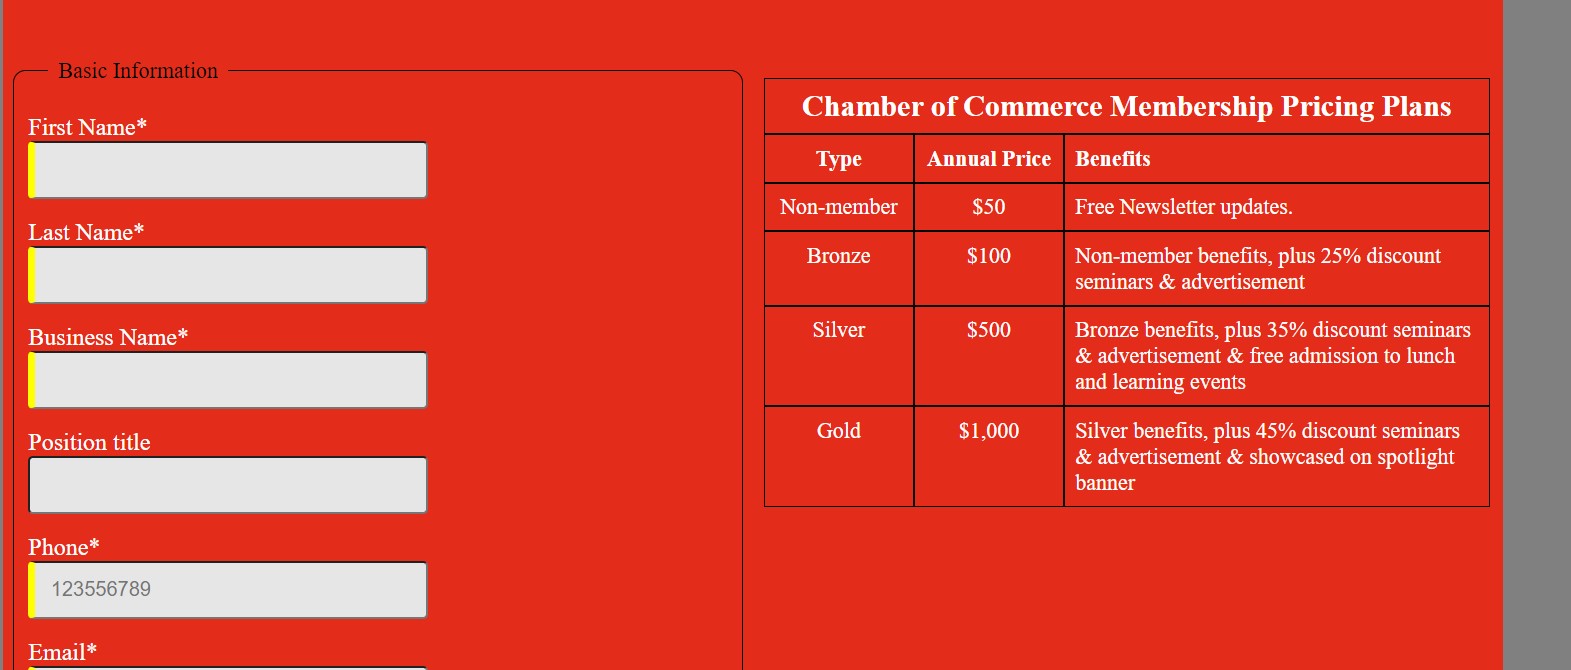 Basic Information
First Name*
Last Name*
Business Name*
Position title
Phone*
123556789
Email*
Chamber of Commerce Membership Pricing Plans
Type Annual Price Benefits
Non-member $50 Free Newsletter updates.
Bronze $100 Non-member benefits, plus 25% discount
seminars & advertisement
Silver $500 Bronze benefits, plus 35% discount seminars
& advertisement & free admission to lunch
and learning events
Gold $1,000 Silver benefits, plus 45% discount seminars
& advertisement & showcased on spotlight
banner